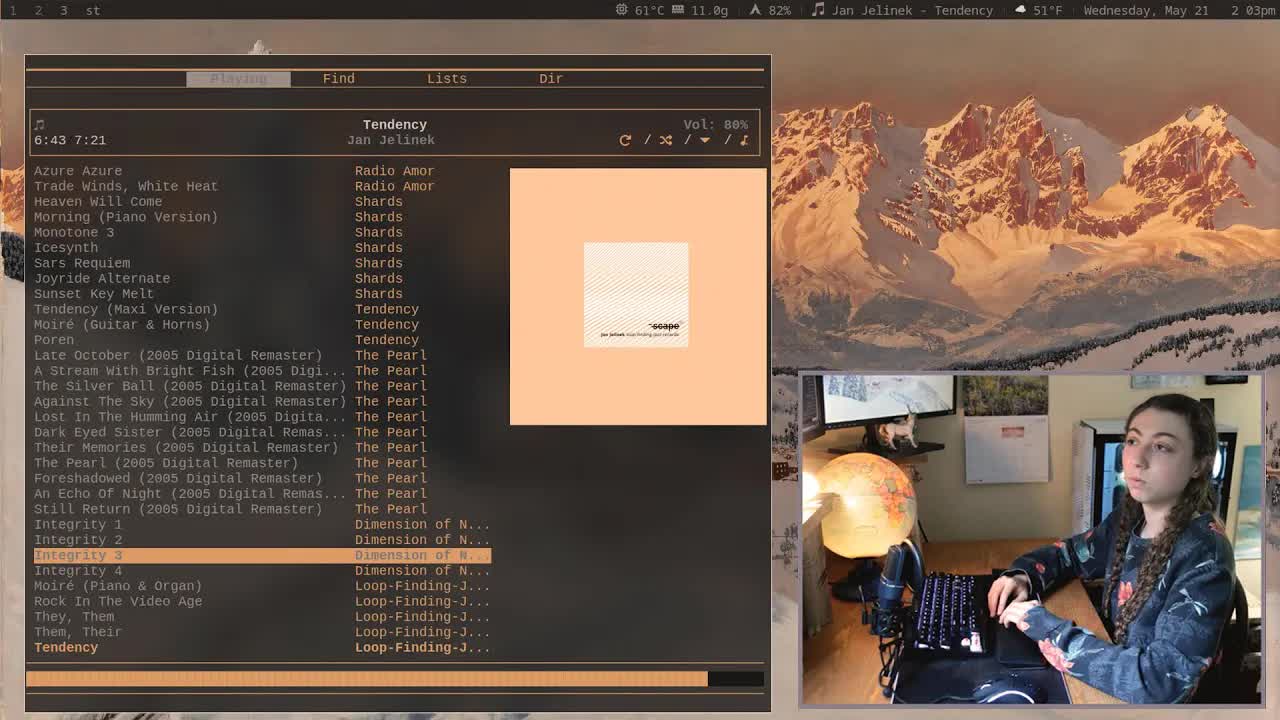 1 2 3 st 61°C 11.0g 82% Jan Jelinek - Tendency 51°F Wednesday, May 21 2 03pm
Playing Find Lists Dir
Tendency Vol: 80%
6:43 7:21 Jan Jelinek / / /
Azure Azure Radio Amor
Trade Winds, White Heat Radio Amor
Heaven Will Come Shards
Morning (Piano Version) Shards
Monotone 3 Shards
Icesynth Shards
Sars Requiem Shards
Joyride Alternate Shards
Sunset Key Melt Shards
Tendency (Maxi Version) Tendency
Moiré (Guitar & Horns) Tendency
Poren Tendency
Late October (2005 Digital Remaster) The Pearl
A Stream With Bright Fish (2005 Digi... The Pearl
The Silver Ball (2005 Digital Remaster) The Pearl
Against The Sky (2005 Digital Remaster) The Pearl
Lost In The Humming Air (2005 Digita... The Pearl
Dark Eyed Sister (2005 Digital Remas... The Pearl
Their Memories (2005 Digital Remaster) The Pearl
The Pearl (2005 Digital Remaster) The Pearl
Foreshadowed (2005 Digital Remaster) The Pearl
An Echo Of Night (2005 Digital Remas... The Pearl
Still Return (2005 Digital Remaster) The Pearl
Integrity 1 Dimension of N...
Integrity 2 Dimension of N...
Integrity 3 Dimension of N...
Integrity 4 Dimension of N...
Moiré (Piano & Organ) Loop-Finding-J...
Rock In The Video Age Loop-Finding-J...
They, Them Loop-Finding-J...
Them, Their Loop-Finding-J...
Tendency Loop-Finding-J...
~scape
jan jelinek loop-finding-jazz-records